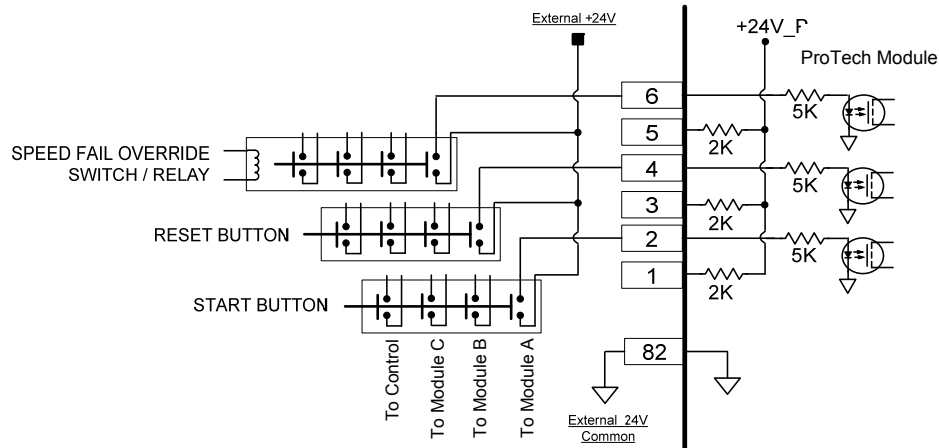 External +24V
+24V_P
ProTech Module
6
5K
5
2K
SPEED FAIL OVERRIDE
SWITCH / RELAY
4
5K
3
2K
RESET BUTTON
2
5K
1
2K
START BUTTON
To Control
To Module C
To Module B
To Module A
82
External 24V
Common